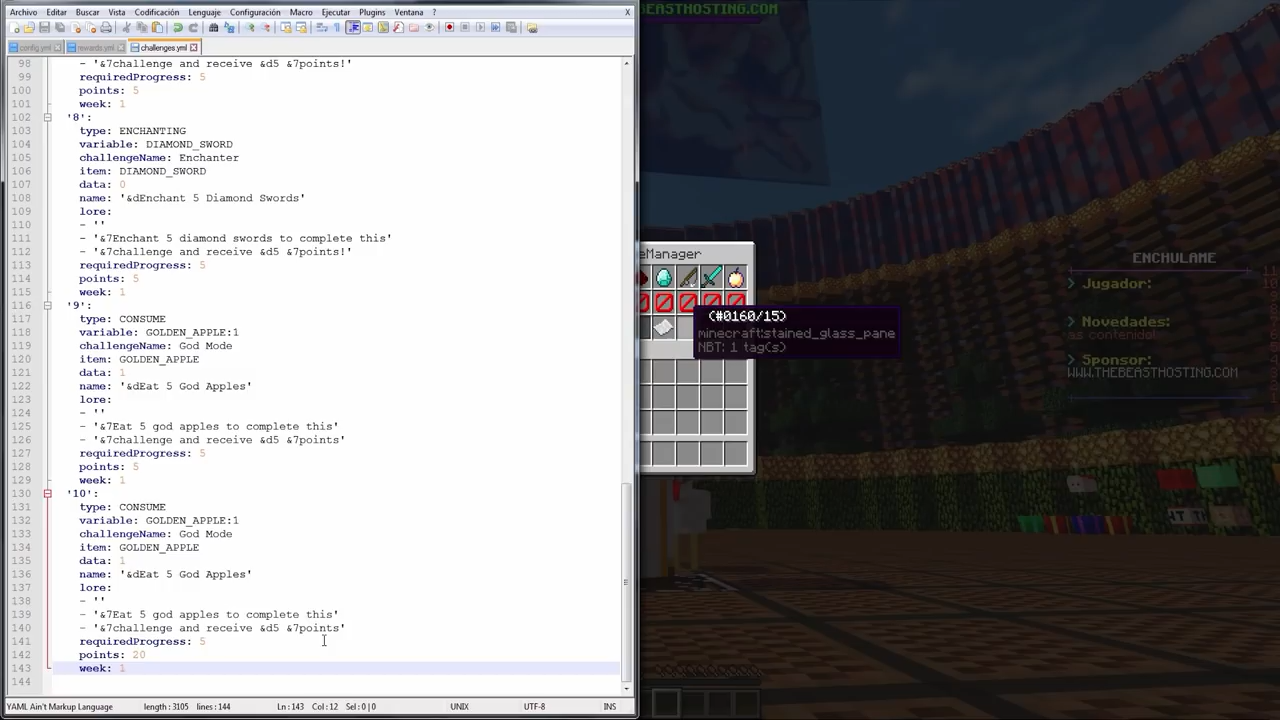 Archivo Editar Buscar Vista Codificación Lenguaje Configuración Macro Ejecutar Plugins Ventana ? X
config.yml rewards.yml challenges.yml
98 - '&7challenge and receive &d5 &7points!'
99 requiredProgress: 5
100 points: 5
101 week: 1
102 '8':
103 type: ENCHANTING
104 variable: DIAMOND_SWORD
105 challengeName: Enchanter
106 item: DIAMOND_SWORD
107 data: 0
108 name: '&dEnchant 5 Diamond Swords'
109 lore:
110 - ''
111 - '&7Enchant 5 diamond swords to complete this'
112 - '&7challenge and receive &d5 &7points!'
113 requiredProgress: 5
114 points: 5
115 week: 1
116 '9':
117 type: CONSUME
118 variable: GOLDEN_APPLE:1
119 challengeName: God Mode
120 item: GOLDEN_APPLE
121 data: 1
122 name: '&dEat 5 God Apples'
123 lore:
124 - ''
125 - '&7Eat 5 god apples to complete this'
126 - '&7challenge and receive &d5 &7points'
127 requiredProgress: 5
128 points: 5
129 week: 1
130 '10':
131 type: CONSUME
132 variable: GOLDEN_APPLE:1
133 challengeName: God Mode
134 item: GOLDEN_APPLE
135 data: 1
136 name: '&dEat 5 God Apples'
137 lore:
138 - ''
139 - '&7Eat 5 god apples to complete this'
140 - '&7challenge and receive &d5 &7points'
141 requiredProgress: 5
142 points: 20
143 week: 1
144
YAML Ain't Markup Language length : 3105 lines : 144 Ln : 143 Col : 12 Sel : 0 | 0 UNIX UTF-8 INS
EASTHOSTING.COM
eManager
(#0160/15)
minecraft:stained_glass_pane
NBT: 1 tag(s)
ENCHULAME
> Jugador:
> Novedades:
as contenido!
> Sponsor:
WWW.THEBEASTHOSTING.COM